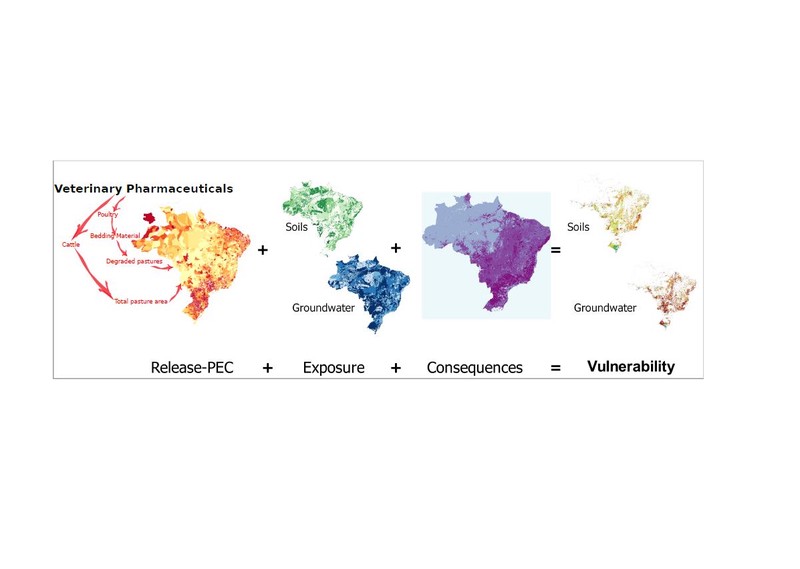 Veterinary Pharmaceuticals
Poultry
Bedding Material
Cattle
Degraded pastures
Total pasture area
+
Soils
Groundwater
+
=
Soils
Groundwater
Release-PEC + Exposure + Consequences = Vulnerability